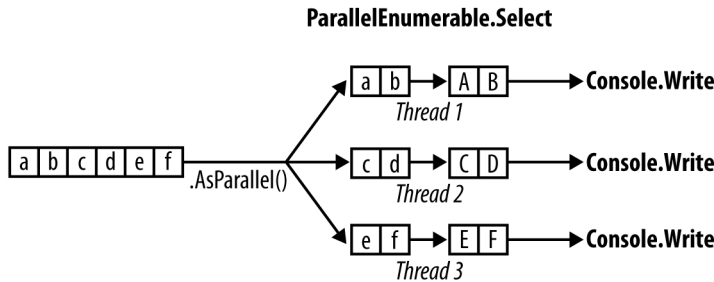 ParallelEnumerable.Select
a b A B Console.Write
Thread 1
a b c d e f c d C D Console.Write
.AsParallel() Thread 2
e f E F Console.Write
Thread 3